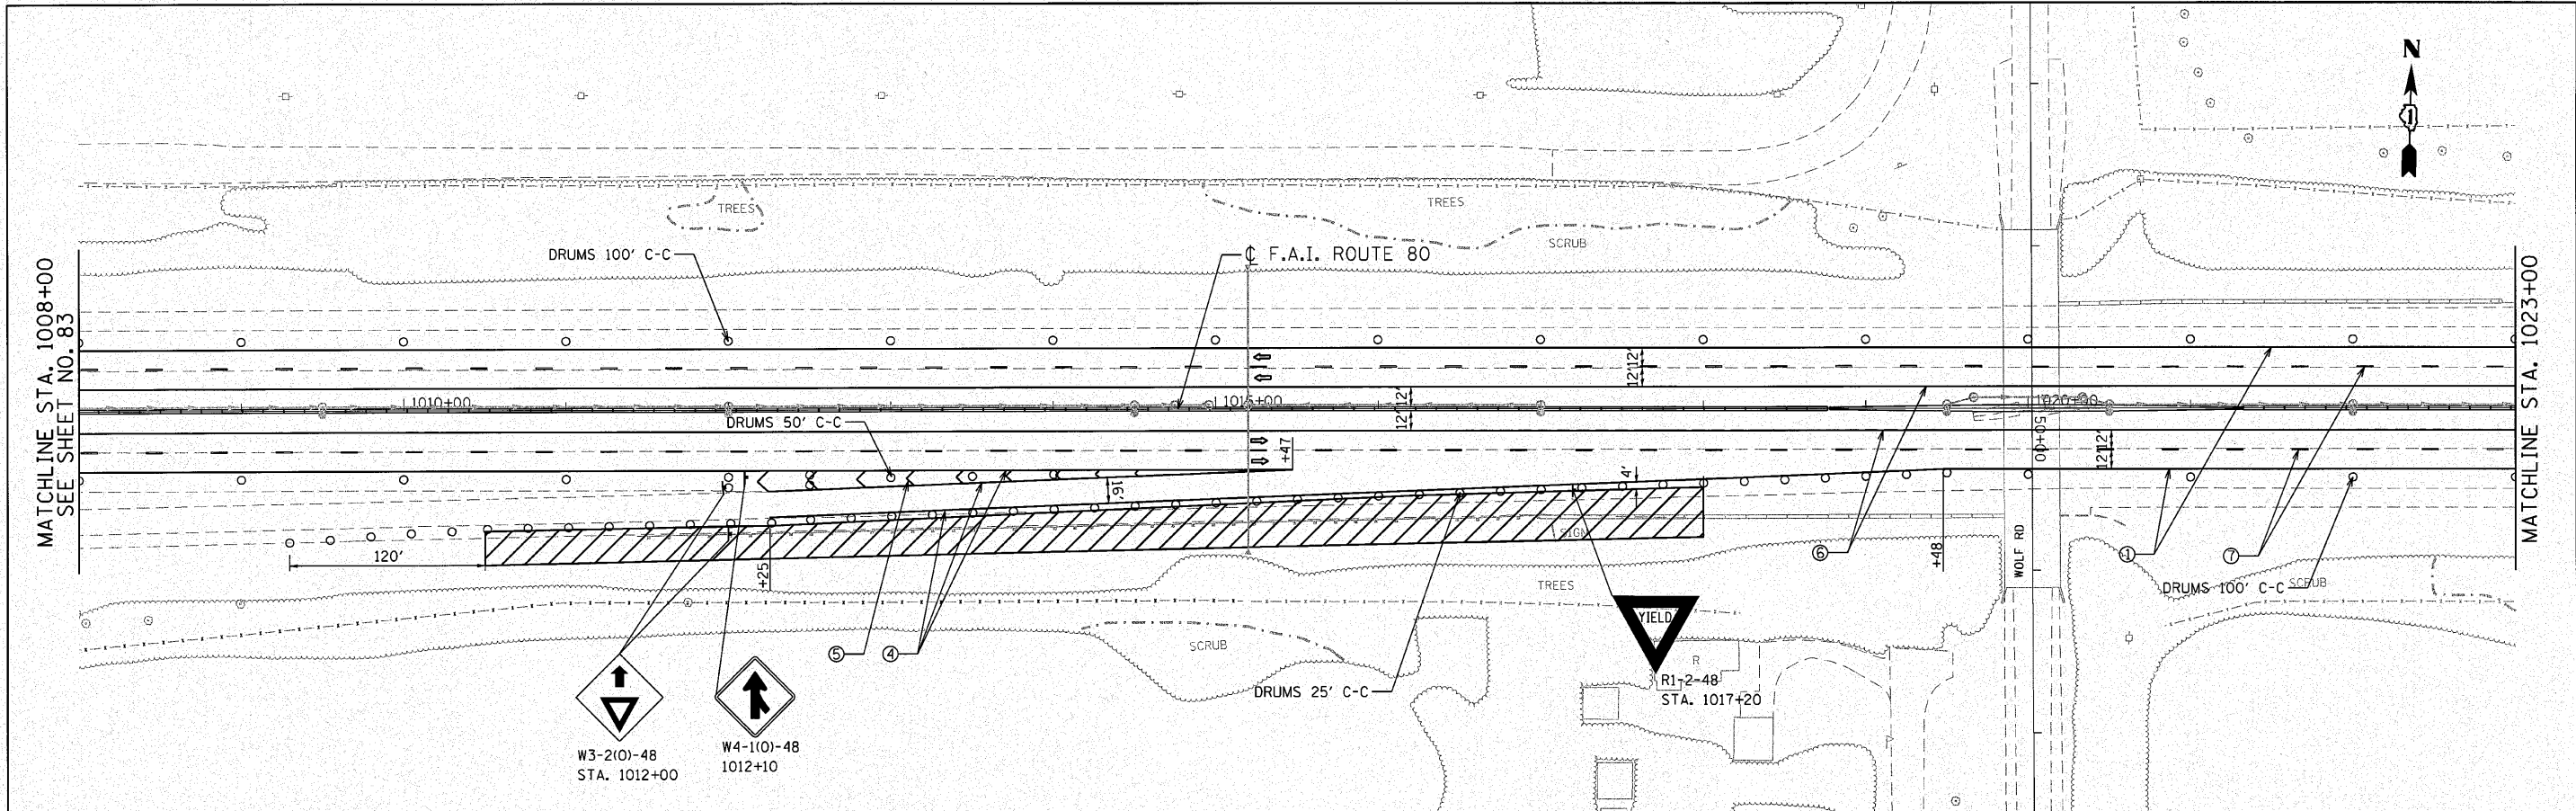 N
1
TREES
TREES
SCRUB
DRUMS 100' C-C
℄ F.A.I. ROUTE 80
MATCHLINE STA. 1008+00
SEE SHEET NO. 83
MATCHLINE STA. 1023+00
12'
12'
1010+00
1015+00
12'
12'
1020+00
DRUMS 50' C-C
+47
50+00
12'
12'
16'
4'
120'
+25
SIGN
+48
WOLF RD
6
1
7
DRUMS 100' C-C
SCRUB
TREES
YIELD
5
4
SCRUB
R
DRUMS 25' C-C
R1-2-48
STA. 1017+20
W3-2(O)-48
STA. 1012+00
W4-1(O)-48
1012+10